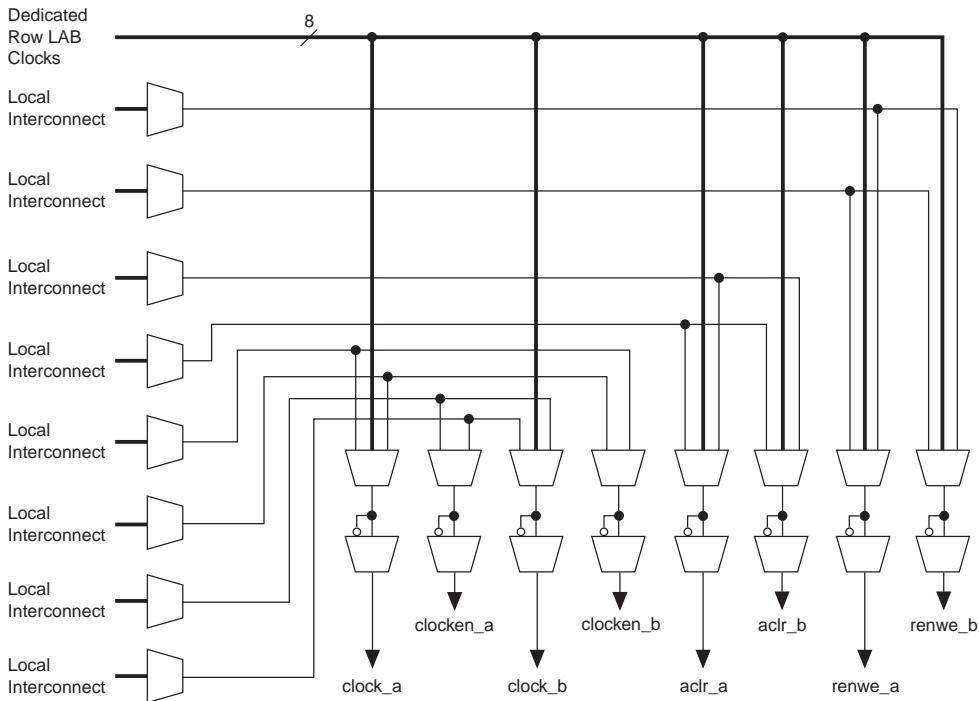 Dedicated
Row LAB
Clocks
8
Local
Interconnect
Local
Interconnect
Local
Interconnect
Local
Interconnect
Local
Interconnect
Local
Interconnect
Local
Interconnect
Local
Interconnect
clocken_a
clocken_b
aclr_b
renwe_b
clock_a
clock_b
aclr_a
renwe_a